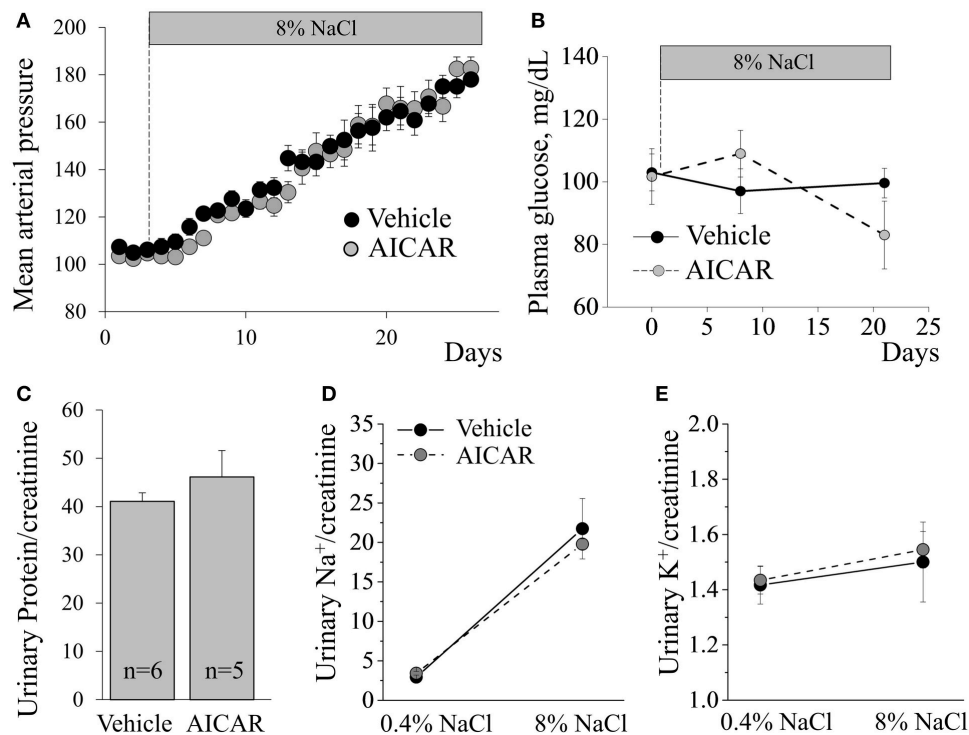 A
8% NaCl
200
180
160
140
120
100
80
Mean arterial pressure
Vehicle
AICAR
0
10
20
Days
B
8% NaCl
140
120
100
80
60
Plasma glucose, mg/dL
Vehicle
AICAR
0 5 10 15 20 25
Days
C
60
50
40
30
20
10
0
Urinary Protein/creatinine
n=6
n=5
Vehicle AICAR
D
35
30
25
20
15
10
5
0
Urinary Na⁺/creatinine
Vehicle
AICAR
0.4% NaCl 8% NaCl
E
2.0
1.8
1.6
1.4
1.2
1.0
Urinary K⁺/creatinine
0.4% NaCl 8% NaCl